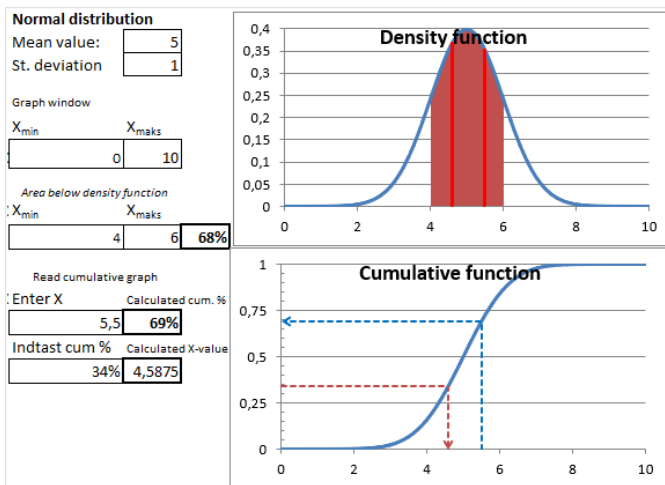 Normal distribution
Mean value: 5
St. deviation 1
Graph window
Xmin Xmaks
0 10
Area below density function
Xmin Xmaks
4 6 68%
Read cumulative graph
Enter X Calculated cum. %
5,5 69%
Indtast cum % Calculated X-value
34% 4,5875
Density function
0,4
0,35
0,3
0,25
0,2
0,15
0,1
0,05
0
0 2 4 6 8 10
Cumulative function
1
0,75
0,5
0,25
0
0 2 4 6 8 10